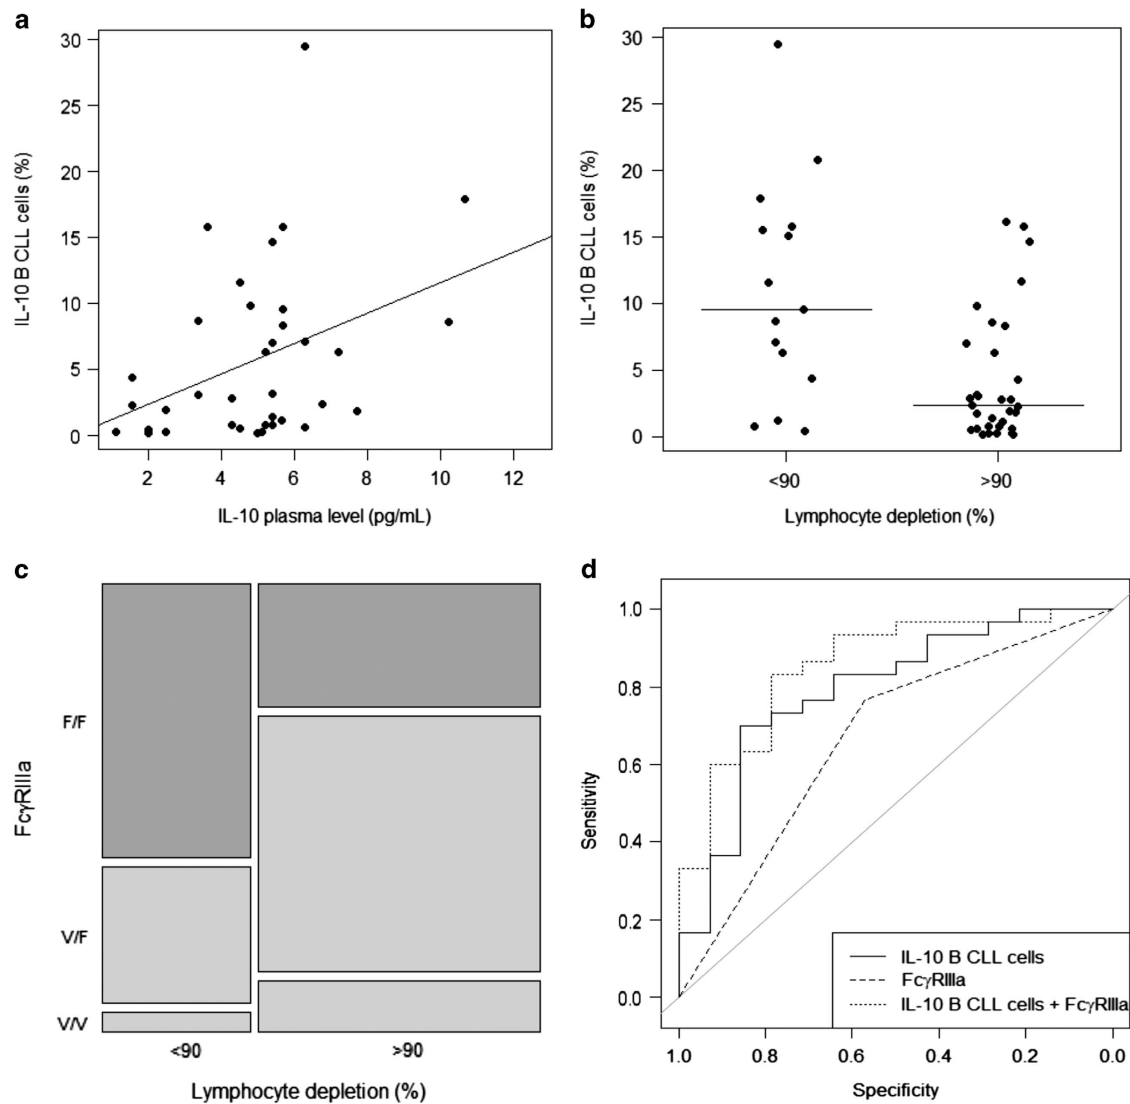 a
30
25
20
15
10
5
0
IL-10 B CLL cells (%)
2 4 6 8 10 12
IL-10 plasma level (pg/mL)
b
30
25
20
15
10
5
0
IL-10 B CLL cells (%)
<90 >90
Lymphocyte depletion (%)
c
FcγRIIIa
F/F
V/F
V/V
<90 >90
Lymphocyte depletion (%)
d
1.0
0.8
0.6
0.4
0.2
0.0
Sensitivity
IL-10 B CLL cells
FcγRIIIa
IL-10 B CLL cells + FcγRIIIa
1.0 0.8 0.6 0.4 0.2 0.0
Specificity